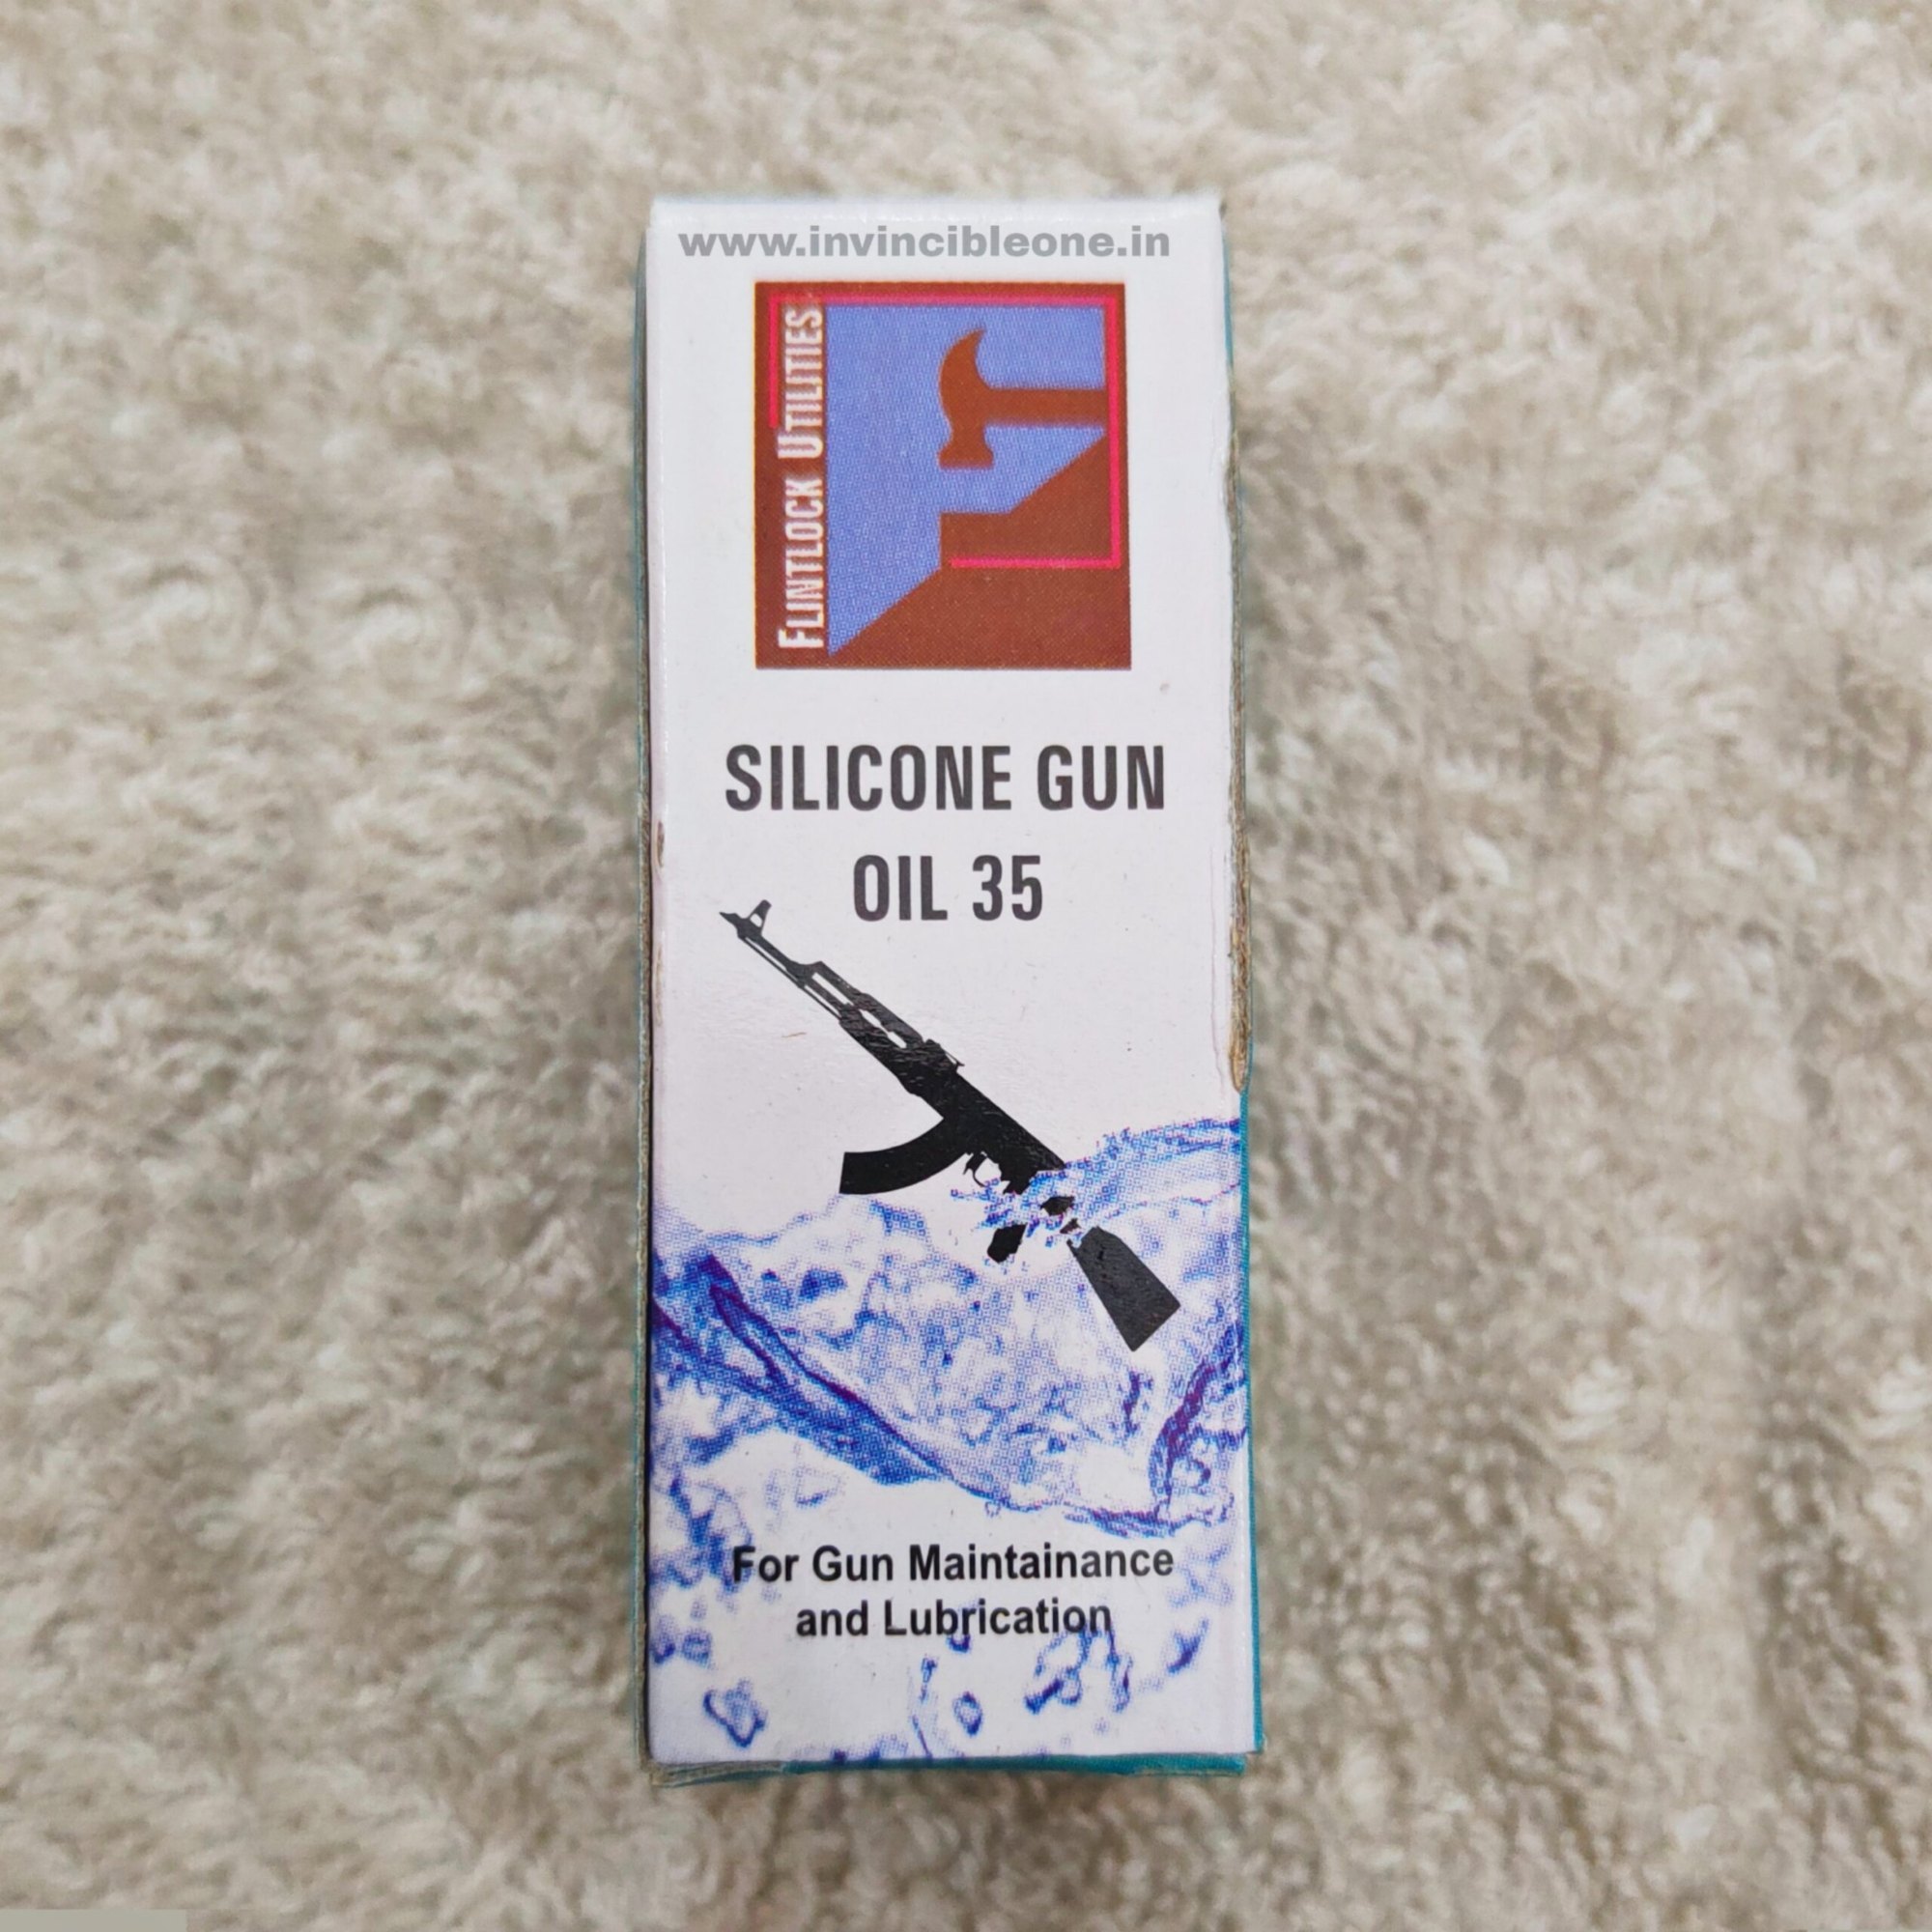 www.invincibleone.in
FLINTLOCK UTILITIES
SILICONE GUN
OIL 35
For Gun Maintainance
and Lubrication